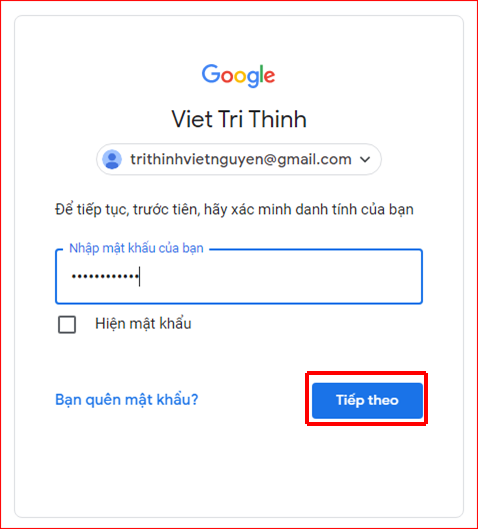 Google
Viet Tri Thinh
trithinhvietnguyen@gmail.com
Để tiếp tục, trước tiên, hãy xác minh danh tính của bạn
Nhập mật khẩu của bạn
••••••••••••
Hiện mật khẩu
Bạn quên mật khẩu?
Tiếp theo